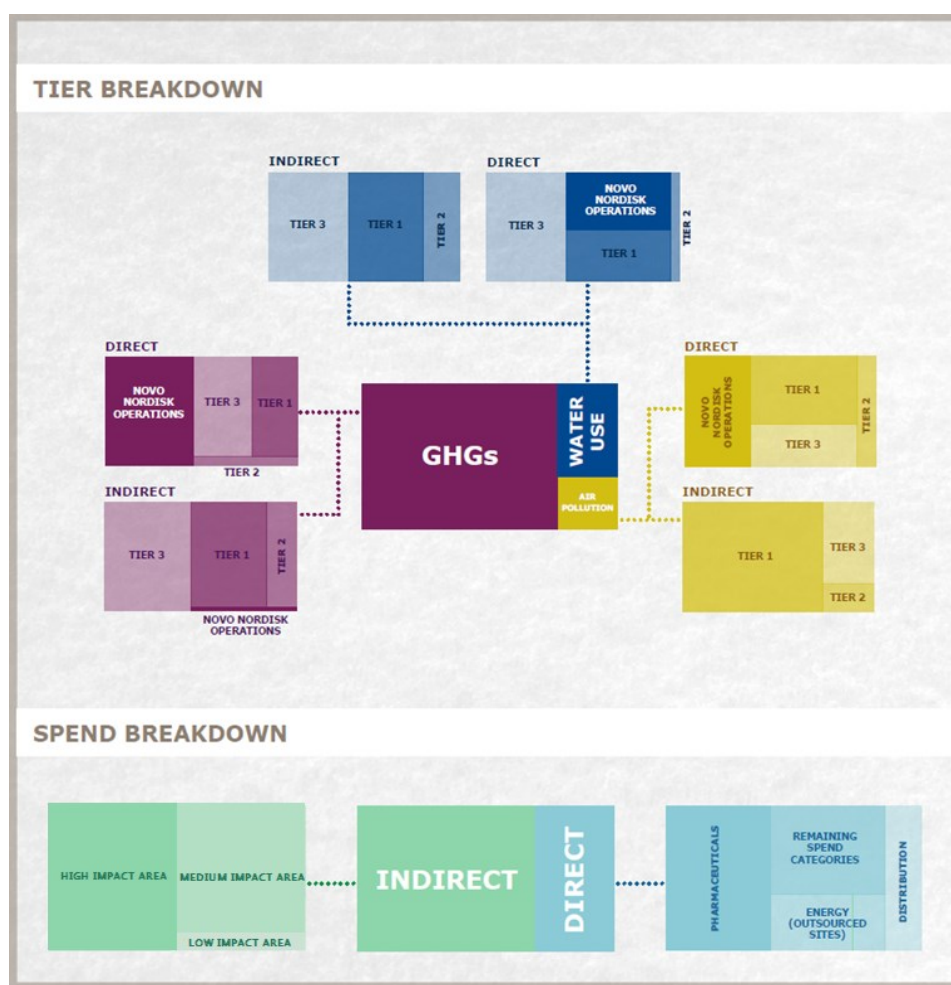 TIER BREAKDOWN
INDIRECT
TIER 3
TIER 1
TIER 2
DIRECT
TIER 3
NOVO
NORDISK
OPERATIONS
TIER 1
TIER 2
DIRECT
NOVO
NORDISK
OPERATIONS
TIER 3
TIER 1
TIER 2
INDIRECT
TIER 3
TIER 1
TIER 2
NOVO NORDISK
OPERATIONS
GHGs
WATER
USE
AIR
POLLUTION
DIRECT
NOVO
NORDISK
OPERATIONS
TIER 1
TIER 3
TIER 2
INDIRECT
TIER 1
TIER 3
TIER 2
SPEND BREAKDOWN
HIGH IMPACT AREA
MEDIUM IMPACT AREA
LOW IMPACT AREA
INDIRECT
DIRECT
PHARMACEUTICALS
REMAINING
SPEND
CATEGORIES
ENERGY
(OUTSOURCED
SITES)
DISTRIBUTION